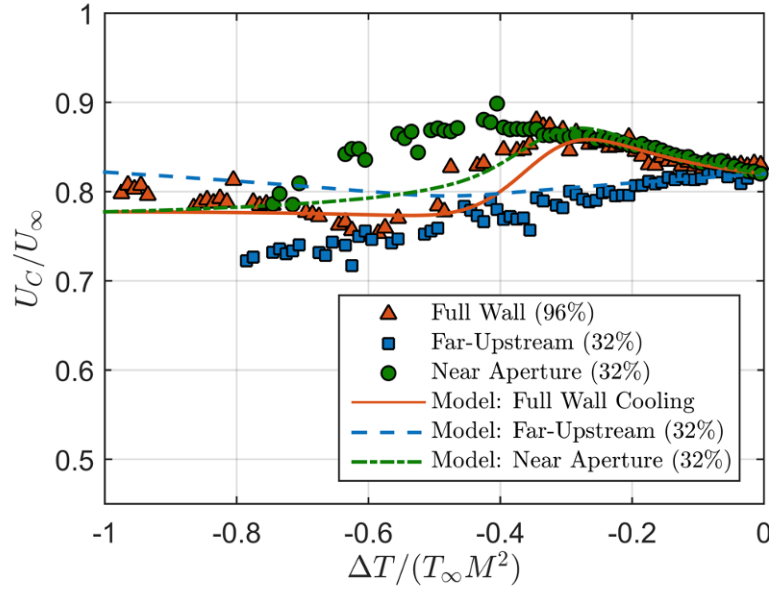 1
0.9
0.8
0.7
0.6
0.5
U_C/U_∞
Full Wall (96%)
Far-Upstream (32%)
Near Aperture (32%)
Model: Full Wall Cooling
Model: Far-Upstream (32%)
Model: Near Aperture (32%)
-1 -0.8 -0.6 -0.4 -0.2 0
ΔT/(T_∞M²)